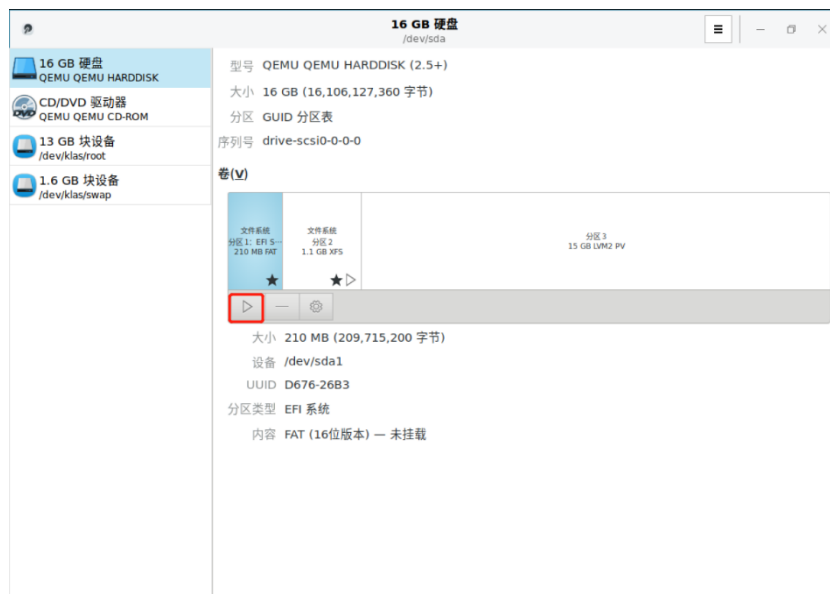 16 GB 硬盘
/dev/sda
16 GB 硬盘
QEMU QEMU HARDDISK
CD/DVD 驱动器
QEMU QEMU CD-ROM
13 GB 块设备
/dev/klas/root
1.6 GB 块设备
/dev/klas/swap
型号 QEMU QEMU HARDDISK (2.5+)
大小 16 GB (16,106,127,360 字节)
分区 GUID 分区表
序列号 drive-scsi0-0-0-0
卷(V)
文件系统
分区 1: EFI S…
210 MB FAT
文件系统
分区 2
1.1 GB XFS
分区 3
15 GB LVM2 PV
大小 210 MB (209,715,200 字节)
设备 /dev/sda1
UUID D676-26B3
分区类型 EFI 系统
内容 FAT (16位版本) — 未挂载